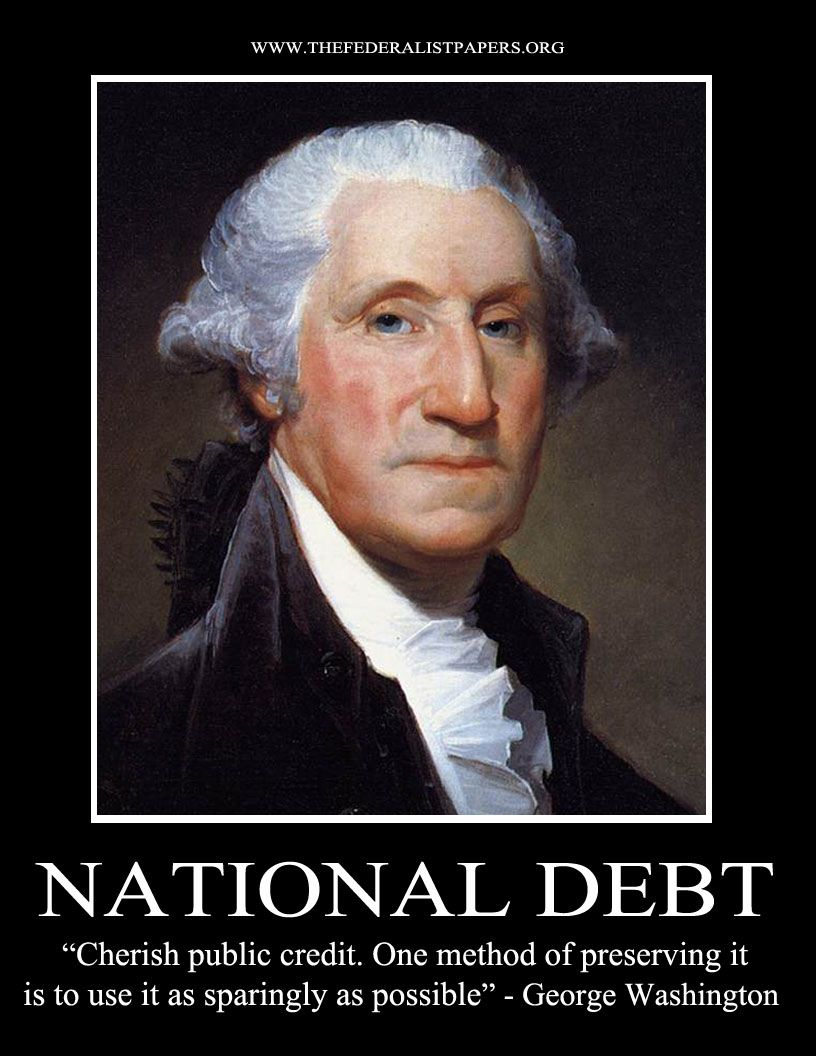 WWW.THEFEDERALISTPAPERS.ORG
NATIONAL DEBT
“Cherish public credit. One method of preserving it
is to use it as sparingly as possible” - George Washington